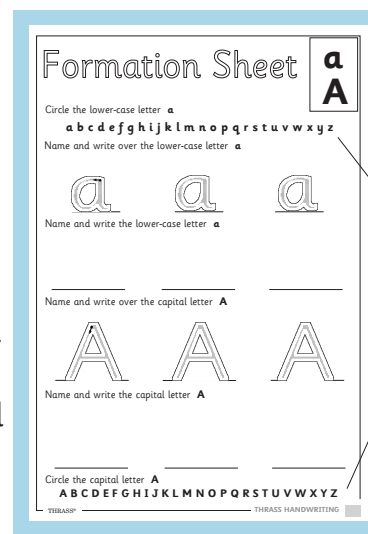 Formation Sheet
a
A
Circle the lower-case letter a
a b c d e f g h i j k l m n o p q r s t u v w x y z
Name and write over the lower-case letter a
a a a
Name and write the lower-case letter a
Name and write over the capital letter A
A A A
Name and write the capital letter A
Circle the capital letter A
A B C D E F G H I J K L M N O P Q R S T U V W X Y Z
THRASS® THRASS HANDWRITING